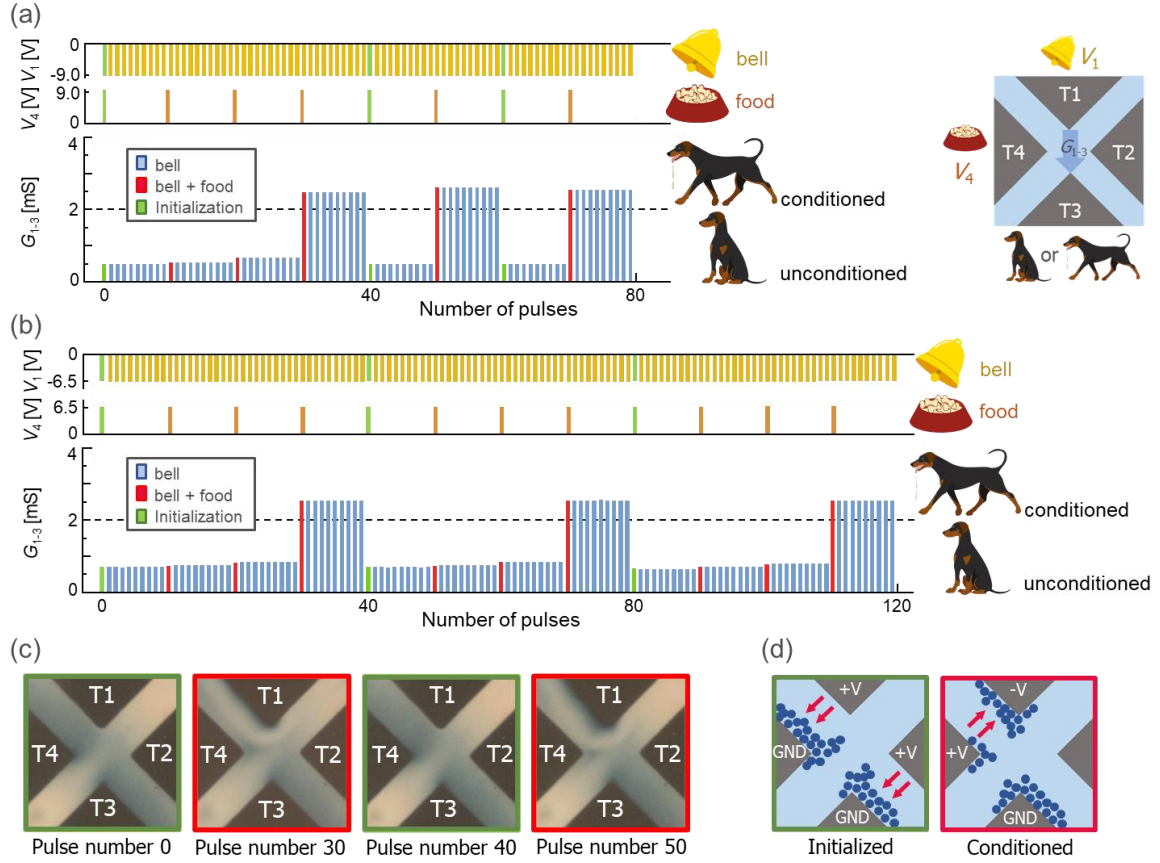 (a)
V₁ [V]
0
-9.0
bell
V₄ [V]
9.0
0
food
G₁₋₃ [mS]
4
2
0
bell
bell + food
Initialization
conditioned
unconditioned
0
40
80
Number of pulses
V₁
T1
G₁₋₃
T4
T2
V₄
T3
or
(b)
V₁ [V]
0
-6.5
bell
V₄ [V]
6.5
0
food
G₁₋₃ [mS]
4
2
0
bell
bell + food
Initialization
conditioned
unconditioned
0
40
80
120
Number of pulses
(c)
T1
T4
T2
T3
Pulse number 0
T1
T4
T2
T3
Pulse number 30
T1
T4
T2
T3
Pulse number 40
T1
T4
T2
T3
Pulse number 50
(d)
+V
GND
+V
GND
Initialized
-V
+V
GND
Conditioned